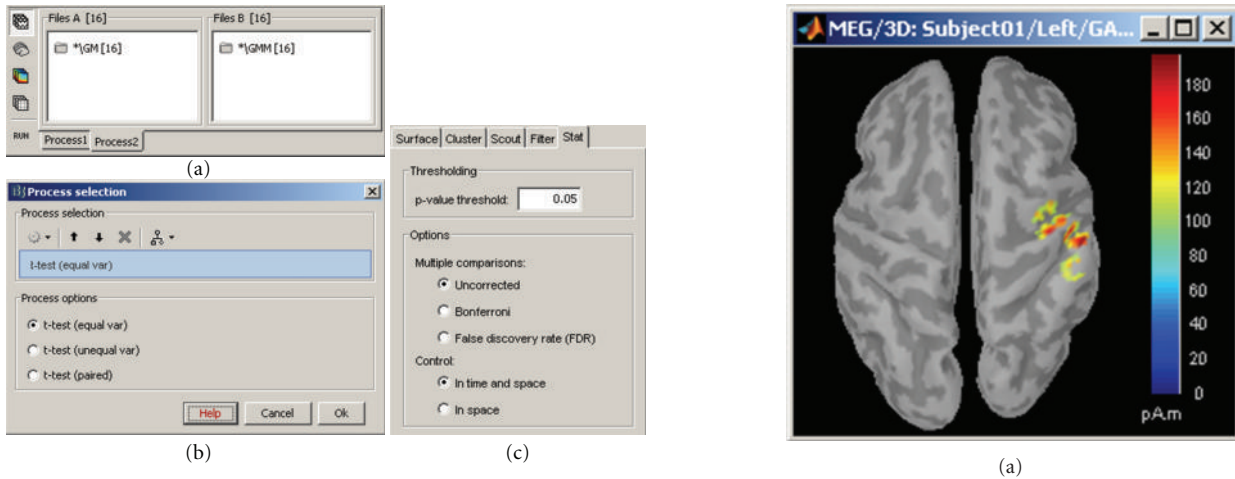 Files A [16]
*\GM [16]
Files B [16]
*\GMM [16]
RUN
Process1 Process2
(a)
Process selection
Process selection
t-test (equal var)
Process options
t-test (equal var)
t-test (unequal var)
t-test (paired)
Help Cancel Ok
(b)
Surface Cluster Scout Filter Stat
Thresholding
p-value threshold: 0.05
Options
Multiple comparisons:
Uncorrected
Bonferroni
False discovery rate (FDR)
Control:
In time and space
In space
(c)
MEG/3D: Subject01/Left/GA...
180
160
140
120
100
80
60
40
20
0
pA.m
(a)